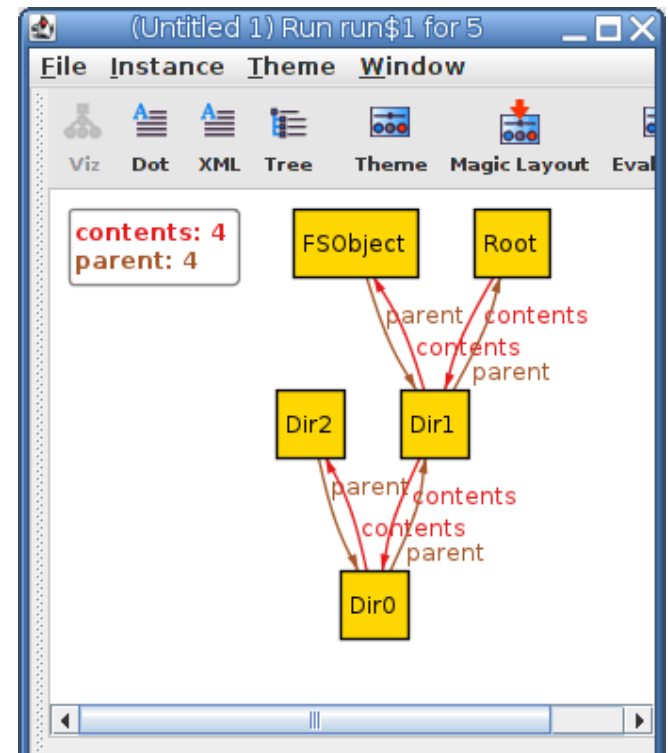 (Untitled 1) Run run$1 for 5
File Instance Theme Window
Viz Dot XML Tree Theme Magic Layout
contents: 4
parent: 4
FSObject Root
parent contents
contents
parent
Dir2 Dir1
parent contents
contents
parent
Dir0